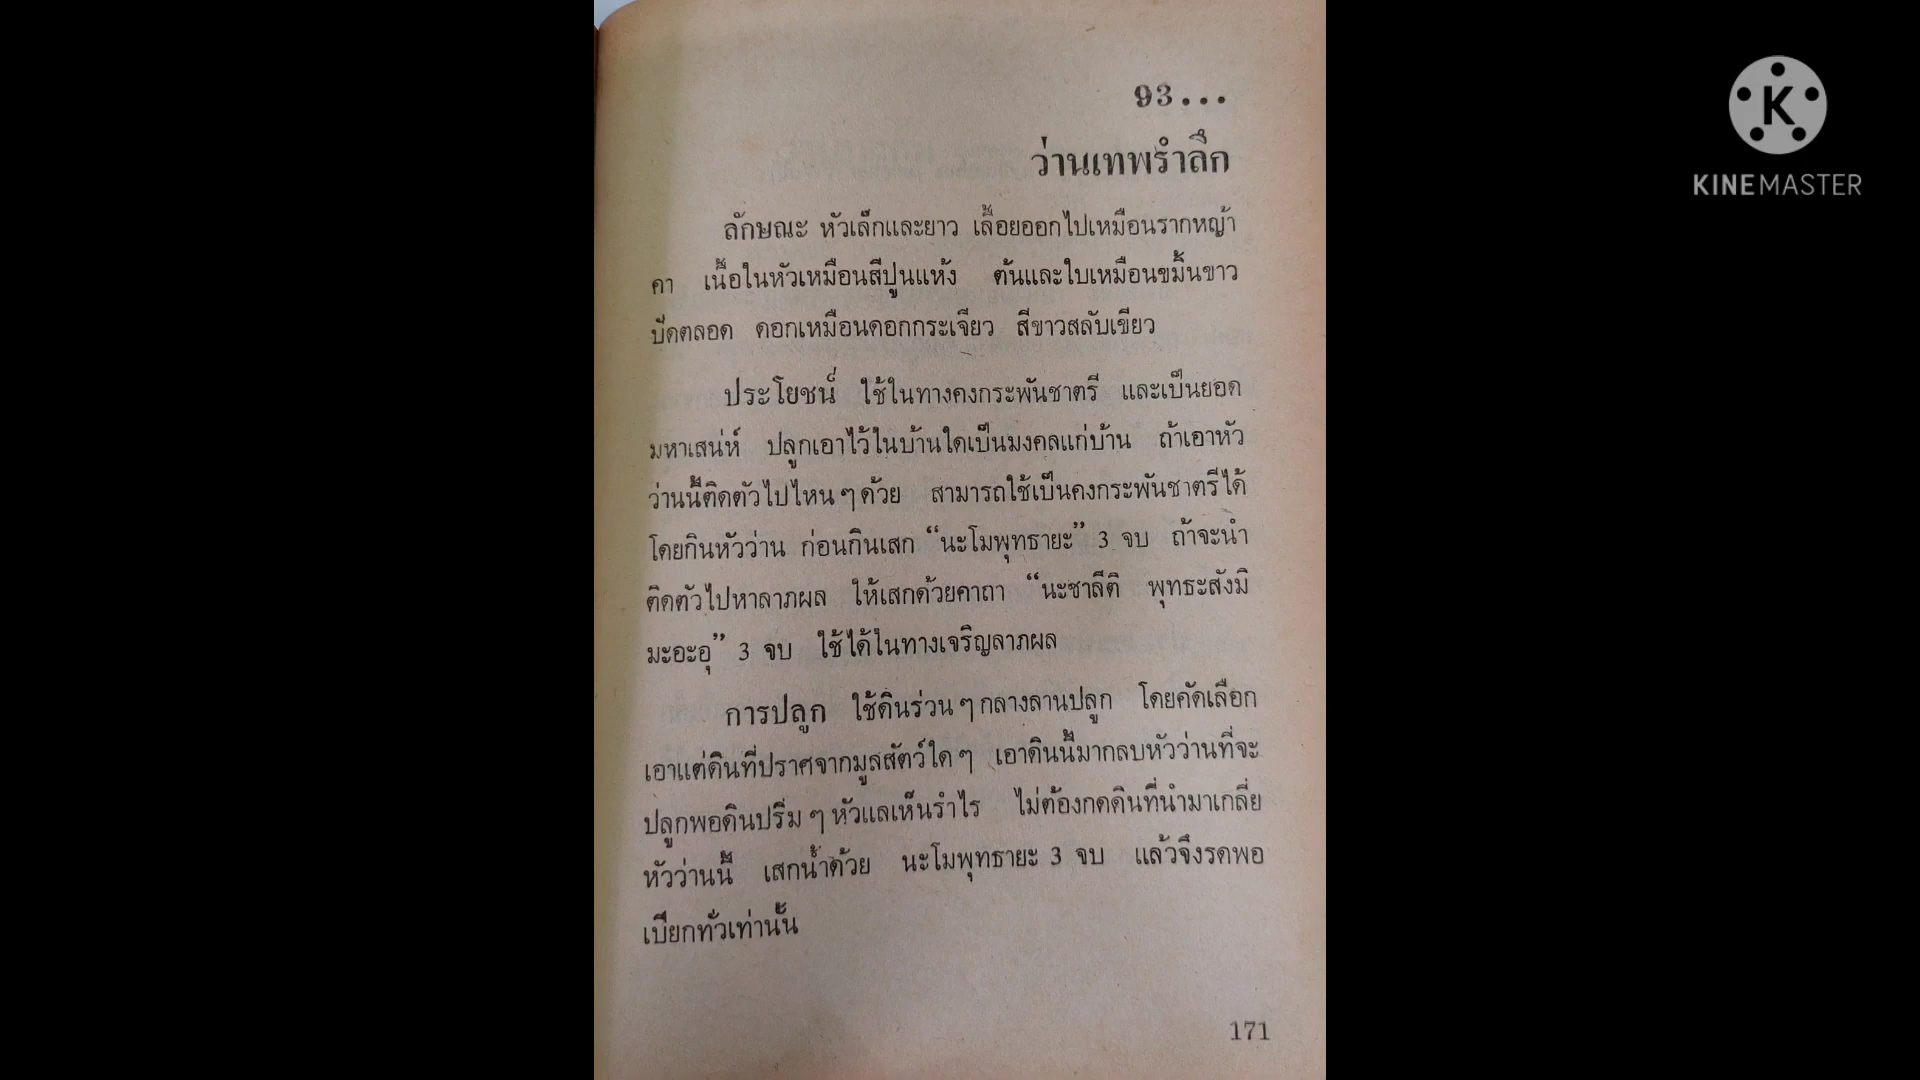 93...
ว่านเทพรำลึก
ลักษณะ หัวเล็กและยาว เลื้อยออกไปเหมือนรากหญ้า
คา เนื้อในหัวเหมือนสีปูนแห้ง ต้นและใบเหมือนขมิ้นขาว
ปัดตลอด ดอกเหมือนดอกกระเจียว สีขาวสลับเขียว
ประโยชน์ ใช้ในทางคงกระพันชาตรี และเป็นยอด
มหาเสน่ห์ ปลูกเอาไว้ในบ้านใดเป็นมงคลแก่บ้าน ถ้าเอาหัว
ว่านนี้ติดตัวไปไหนๆด้วย สามารถใช้เป็นคงกระพันชาตรีได้
โดยกินหัวว่าน ก่อนกินเสก “นะโมพุทธายะ” 3 จบ ถ้าจะนำ
ติดตัวไปหาลาภผล ให้เสกด้วยคาถา “นะชาลีติ พุทธะสังมิ
มะอะอุ” 3 จบ ใช้ได้ในทางเจริญลาภผล
การปลูก ใช้ดินร่วนๆกลางลานปลูก โดยคัดเลือก
เอาแต่ดินที่ปราศจากมูลสัตว์ใดๆ เอาดินนี้มากลบหัวว่านที่จะ
ปลูกพอดินปริ่มๆหัวแลเห็นรำไร ไม่ต้องกดดินที่นำมาเกลี่ย
หัวว่านนี้ เสกน้ำด้วย นะโมพุทธายะ 3 จบ แล้วจึงรดพอ
เปียกทั่วเท่านั้น
171
K
KINEMASTER